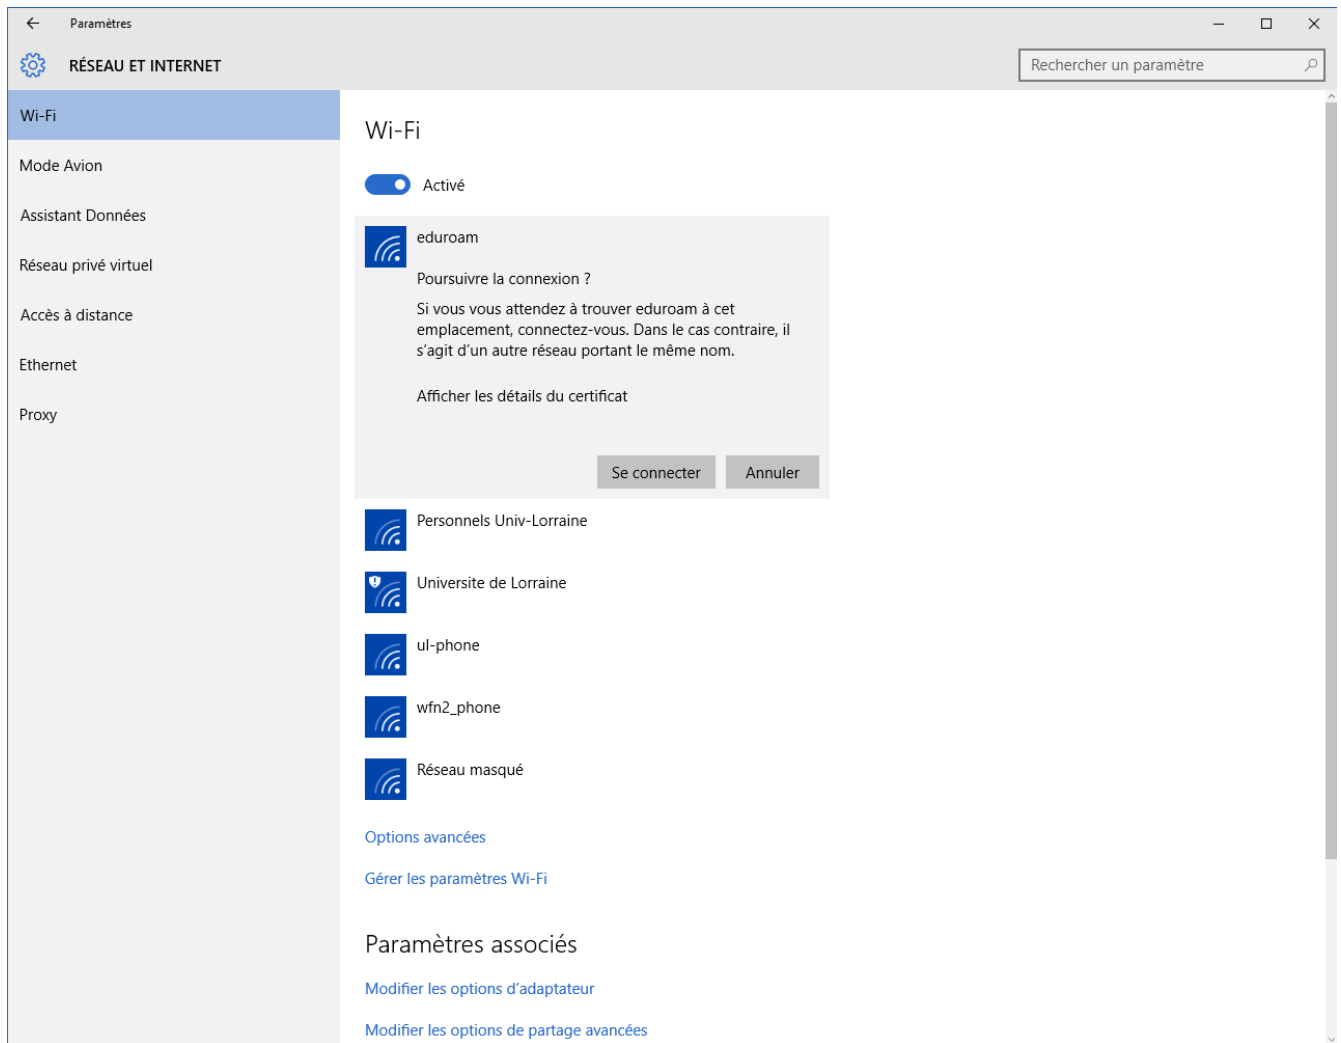 Paramètres
RÉSEAU ET INTERNET
Rechercher un paramètre
Wi-Fi
Mode Avion
Assistant Données
Réseau privé virtuel
Accès à distance
Ethernet
Proxy
Wi-Fi
Activé
eduroam
Poursuivre la connexion ?
Si vous vous attendez à trouver eduroam à cet
emplacement, connectez-vous. Dans le cas contraire, il
s'agit d'un autre réseau portant le même nom.
Afficher les détails du certificat
Se connecter Annuler
Personnels Univ-Lorraine
Universite de Lorraine
ul-phone
wfn2_phone
Réseau masqué
Options avancées
Gérer les paramètres Wi-Fi
Paramètres associés
Modifier les options d'adaptateur
Modifier les options de partage avancées